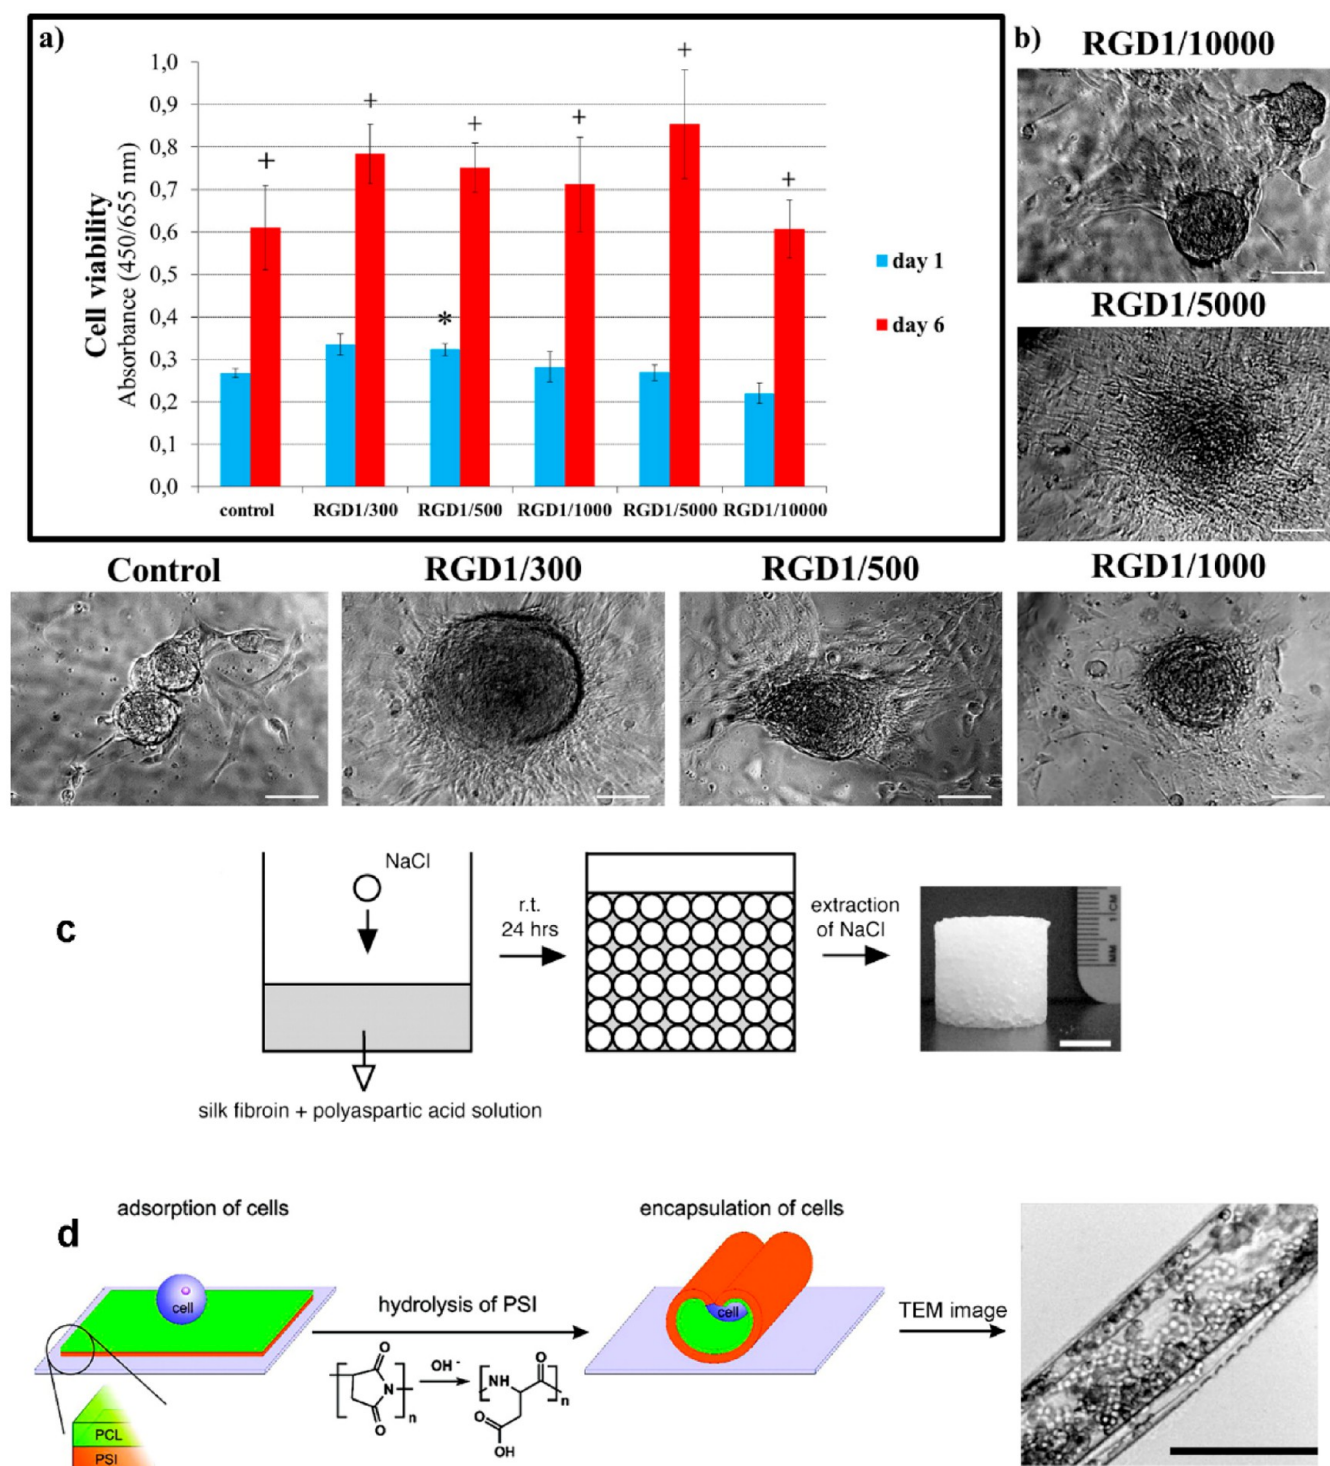 a)
1,0
0,9
0,8
0,7
0,6
0,5
0,4
0,3
0,2
0,1
0,0
Cell viability
Absorbance (450/655 nm)
+
+
+
*
+
+
+
control
RGD1/300
RGD1/500
RGD1/1000
RGD1/5000
RGD1/10000
day 1
day 6
b)
RGD1/10000
RGD1/5000
Control
RGD1/300
RGD1/500
RGD1/1000
c
NaCl
silk fibroin + polyaspartic acid solution
r.t.
24 hrs
extraction
of NaCl
1
CM
MM
d
adsorption of cells
cell
PCL
PSI
hydrolysis of PSI
O
N
O
n
OH -
NH
O
n
O
OH
encapsulation of cells
cell
TEM image